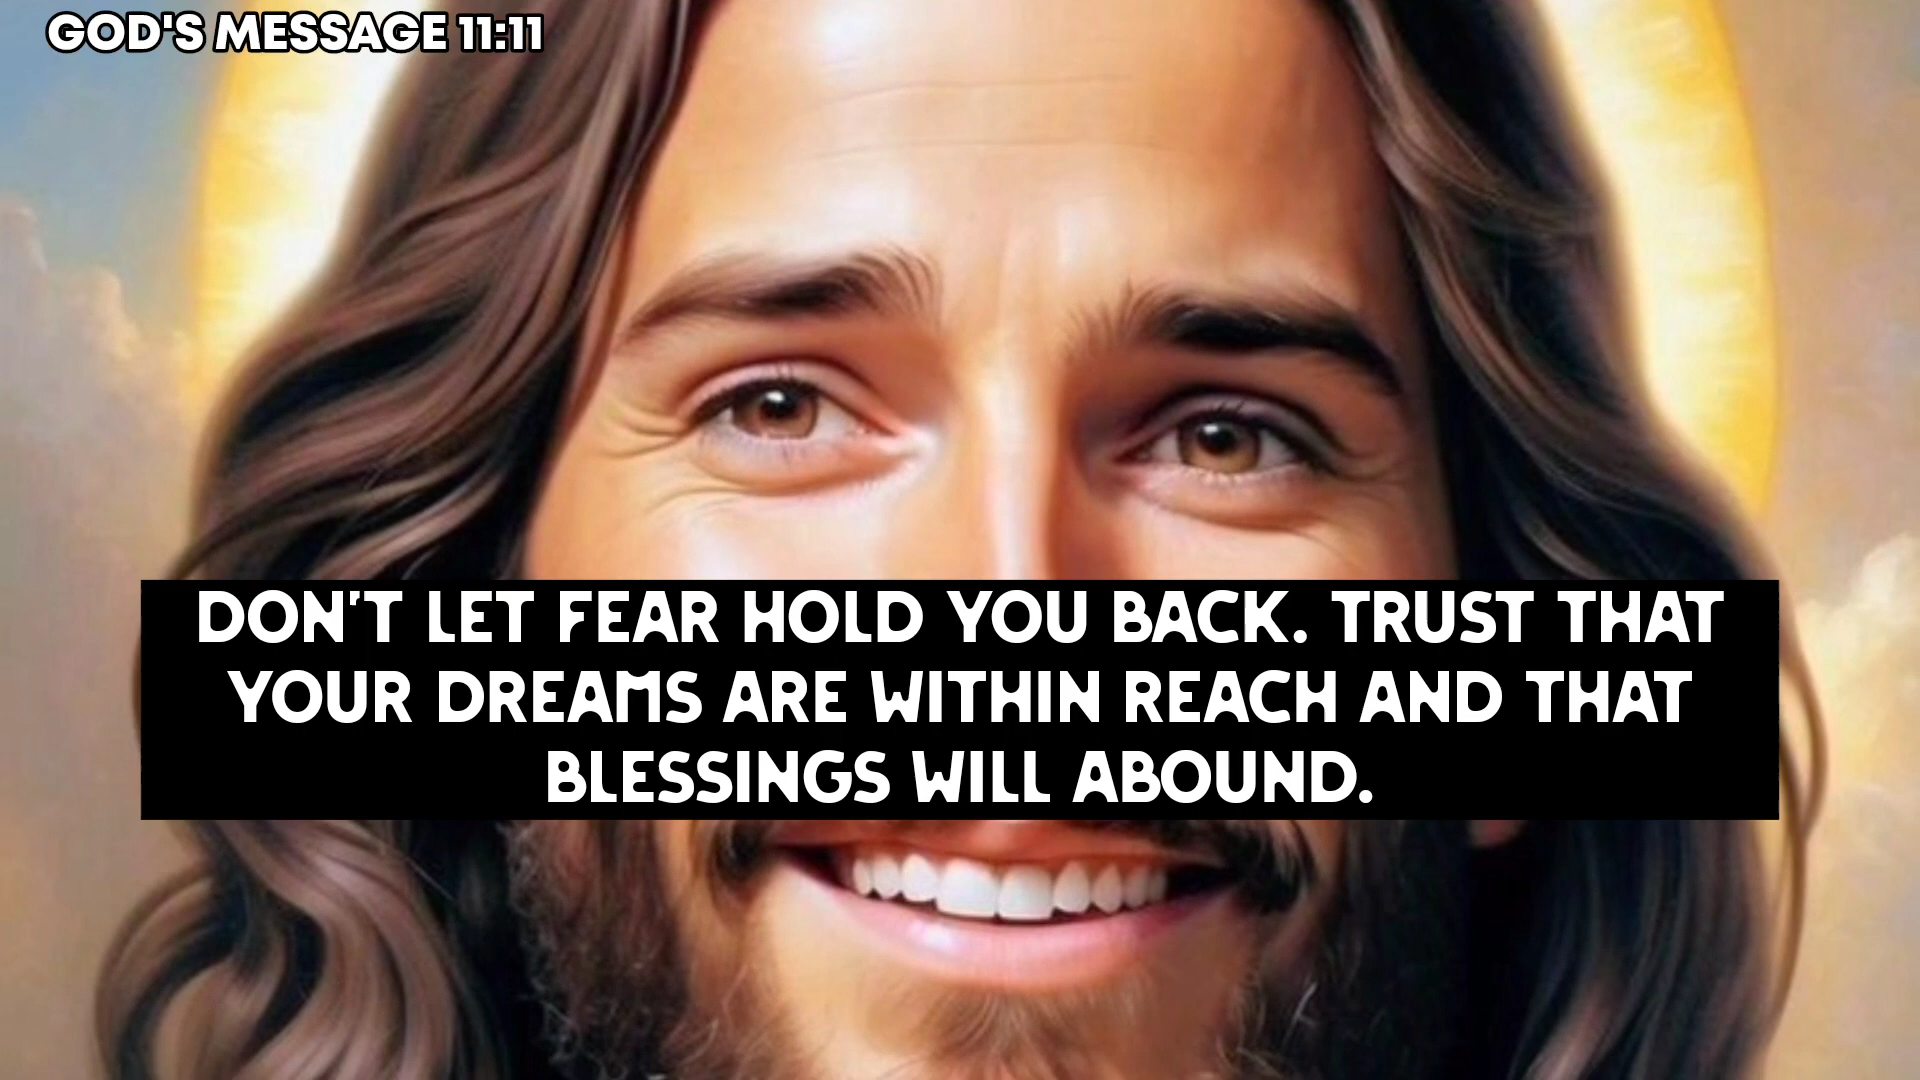 GOD'S MESSAGE 11:11
DON'T LET FEAR HOLD YOU BACK. TRUST THAT
YOUR DREAMS ARE WITHIN REACH AND THAT
BLESSINGS WILL ABOUND.